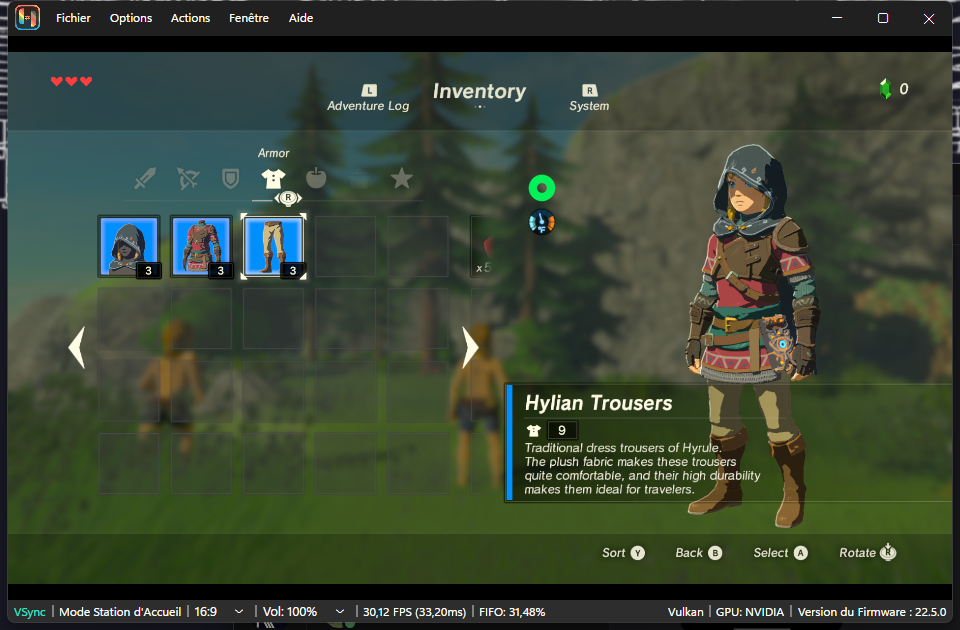 Fichier Options Actions Fenêtre Aide
L Inventory R
Adventure Log System
0
Armor
R
3 3 3
x5
Hylian Trousers
9
Traditional dress trousers of Hyrule.
The plush fabric makes these trousers
quite comfortable, and their high durability
makes them ideal for travelers.
Sort Y Back B Select A Rotate R
VSync | Mode Station d'Accueil | 16:9 | Vol: 100% | 30,12 FPS (33,20ms) | FIFO: 31,48% Vulkan | GPU: NVIDIA | Version du Firmware : 22.5.0